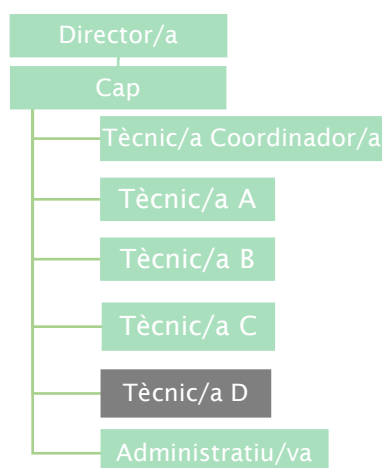 Director/a
Cap
Tècnic/a Coordinador/a
Tècnic/a A
Tècnic/a B
Tècnic/a C
Tècnic/a D
Administratiu/va